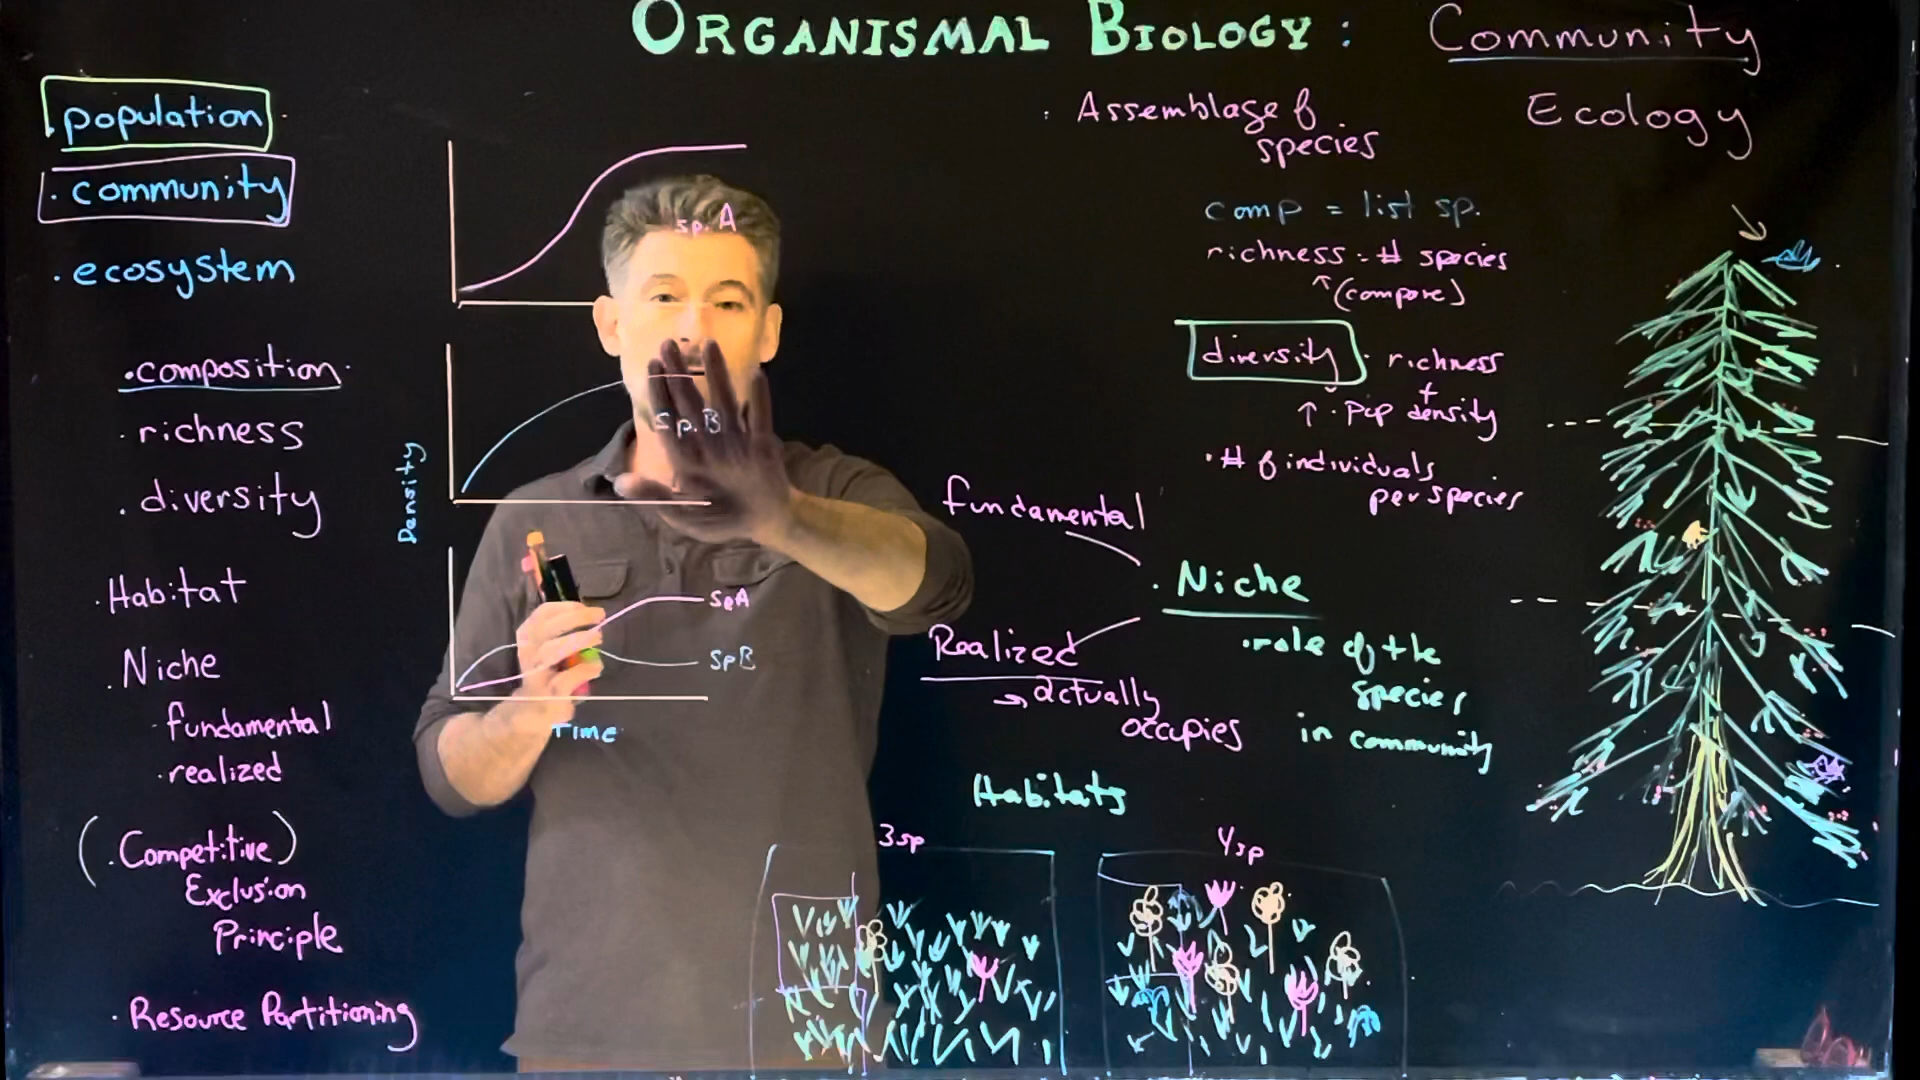 ORGANISMAL BIOLOGY: Community
Ecology
population
community
ecosystem
composition
richness
diversity
Habitat
Niche
fundamental
realized
(Competitive)
Exclusion
Principle
Resource Partitioning
sp. A
Sp. B
Density
SpA
SpB
Time
Assemblage of
species
comp = list sp.
richness = # species
↑ (compare)
diversity · richness
+
↑ · Pop density
# of individuals
per species
fundamental
Niche
role of the
species
in community
Realized
→ actually
occupies
Habitats
3sp
4sp